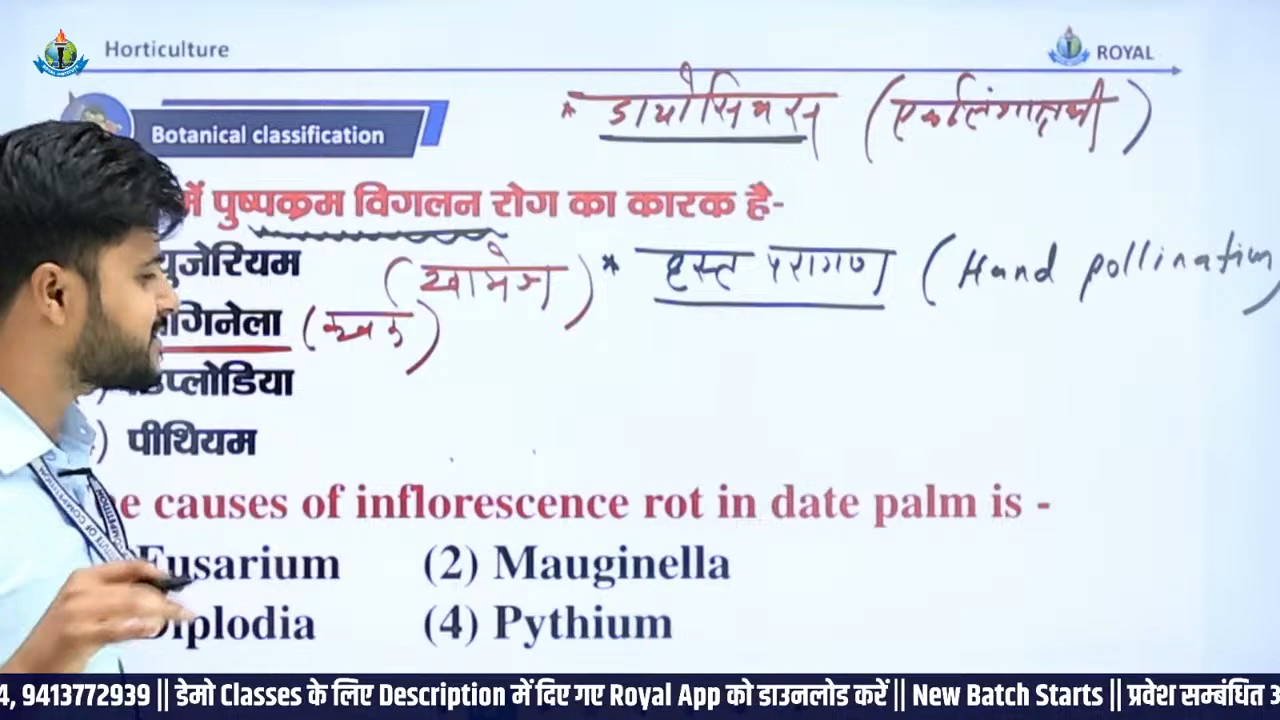 Horticulture
ROYAL
* डायोसियस (एकलिंगाश्रयी)
Botanical classification
में पुष्पक्रम विगलन रोग का कारक है-
* हस्त परागण (Hand pollination)
युजेरियम (खामेज)
गिनेला (कवक)
डिप्लोडिया
) पीथियम
e causes of inflorescence rot in date palm is -
Fusarium (2) Mauginella
Diplodia (4) Pythium
4, 9413772939 || डेमो Classes के लिए Description में दिए गए Royal App को डाउनलोड करें || New Batch Starts || प्रवेश सम्बंधित